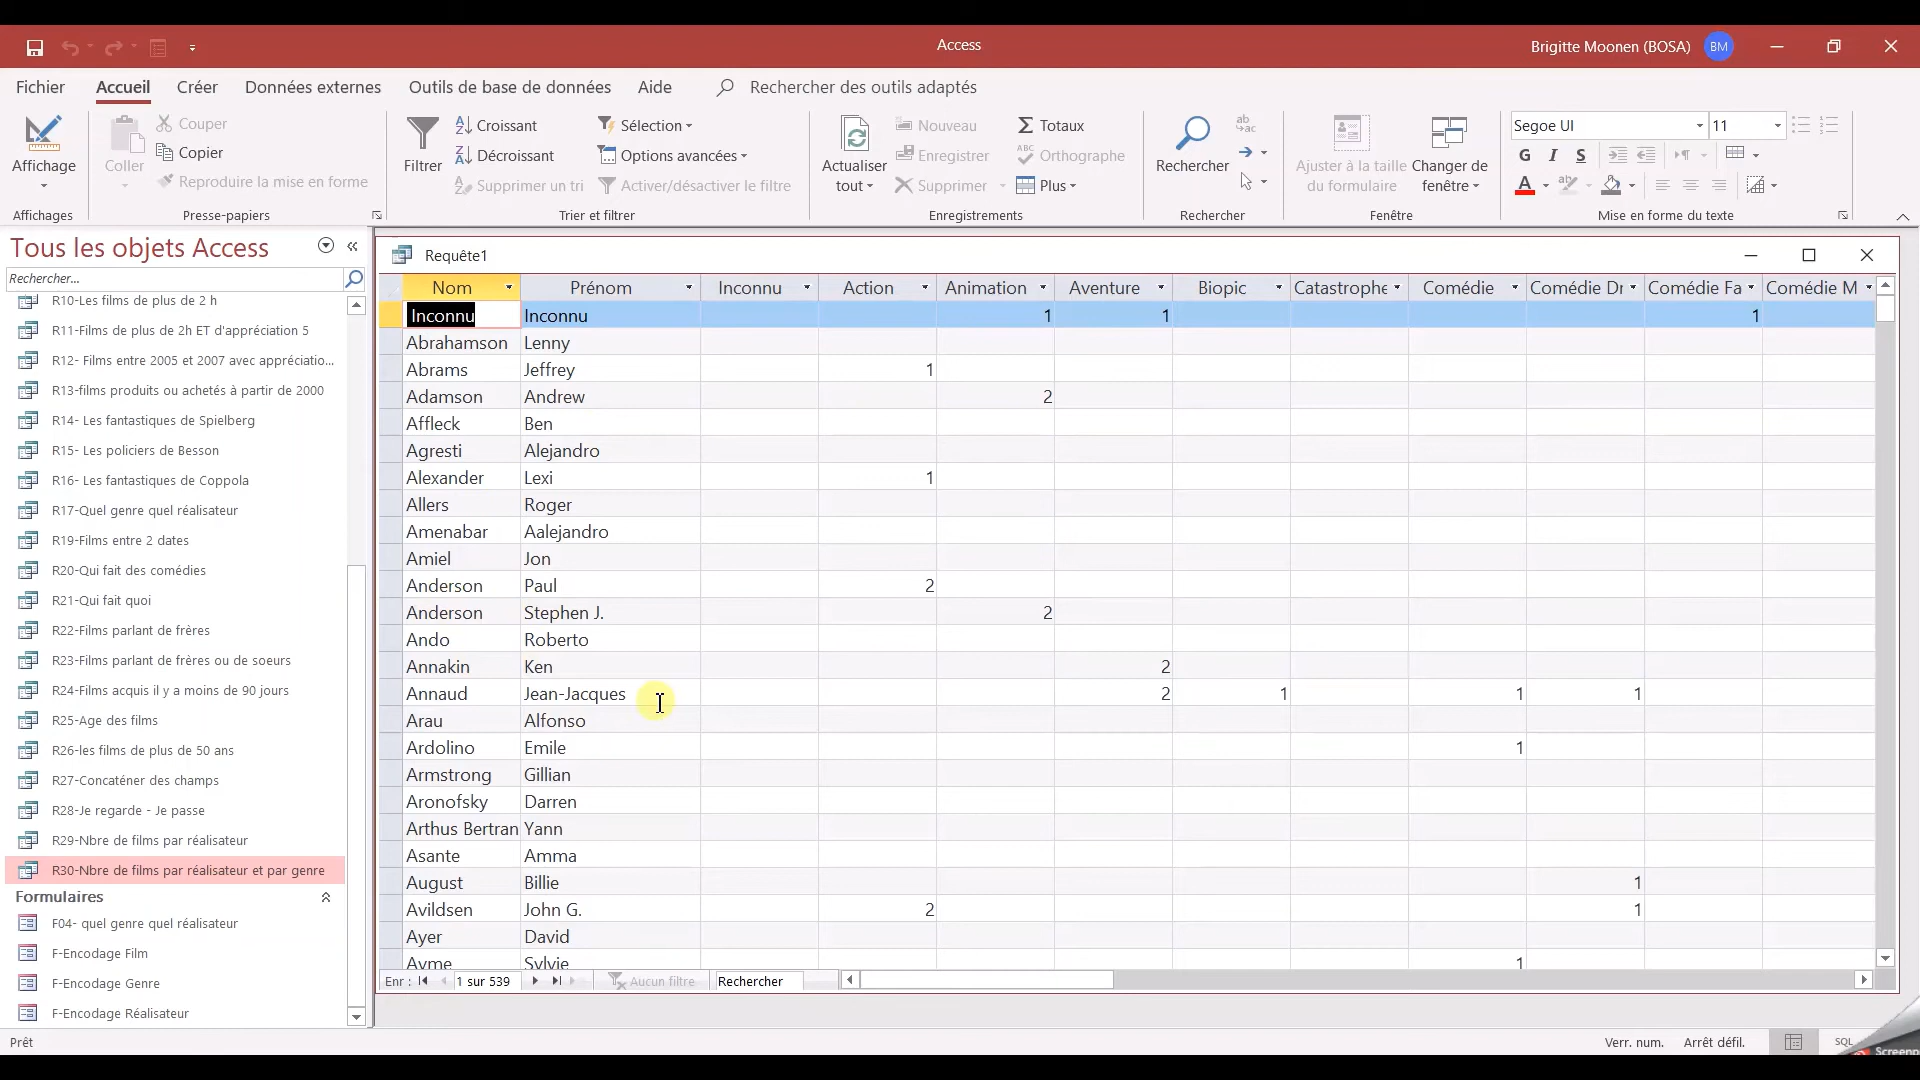 Access
Brigitte Moonen (BOSA) BM
Fichier Accueil Créer Données externes Outils de base de données Aide Rechercher des outils adaptés
Affichage
Affichages
Coller
Couper
Copier
Reproduire la mise en forme
Presse-papiers
Filtrer
Croissant
Décroissant
Supprimer un tri
Sélection
Options avancées
Activer/désactiver le filtre
Trier et filtrer
Actualiser
tout
Nouveau
Enregistrer
Supprimer
Totaux
Orthographe
Plus
Enregistrements
Rechercher
Rechercher
Ajuster à la taille
du formulaire
Changer de
fenêtre
Fenêtre
Segoe UI 11
G I S
Mise en forme du texte
Tous les objets Access
Rechercher...
R10-Les films de plus de 2 h
R11-Films de plus de 2h ET d'appréciation 5
R12- Films entre 2005 et 2007 avec appréciatio...
R13-films produits ou achetés à partir de 2000
R14- Les fantastiques de Spielberg
R15- Les policiers de Besson
R16- Les fantastiques de Coppola
R17-Quel genre quel réalisateur
R19-Films entre 2 dates
R20-Qui fait des comédies
R21-Qui fait quoi
R22-Films parlant de frères
R23-Films parlant de frères ou de soeurs
R24-Films acquis il y a moins de 90 jours
R25-Age des films
R26-les films de plus de 50 ans
R27-Concaténer des champs
R28-Je regarde - Je passe
R29-Nbre de films par réalisateur
R30-Nbre de films par réalisateur et par genre
Formulaires
F04- quel genre quel réalisateur
F-Encodage Film
F-Encodage Genre
F-Encodage Réalisateur
Requête1
Nom Prénom Inconnu Action Animation Aventure Biopic Catastrophe Comédie Comédie Dr Comédie Fa Comédie M
Inconnu Inconnu 1 1 1
Abrahamson Lenny
Abrams Jeffrey 1
Adamson Andrew 2
Affleck Ben
Agresti Alejandro
Alexander Lexi 1
Allers Roger
Amenabar Aalejandro
Amiel Jon
Anderson Paul 2
Anderson Stephen J. 2
Ando Roberto
Annakin Ken 2
Annaud Jean-Jacques 2 1 1 1
Arau Alfonso
Ardolino Emile 1
Armstrong Gillian
Aronofsky Darren
Arthus Bertran Yann
Asante Amma
August Billie 1
Avildsen John G. 2 1
Ayer David
Ayme Sylvie 1
Enr : 1 sur 539 Aucun filtre Rechercher
Prêt
Verr. num. Arrêt défil. SQL